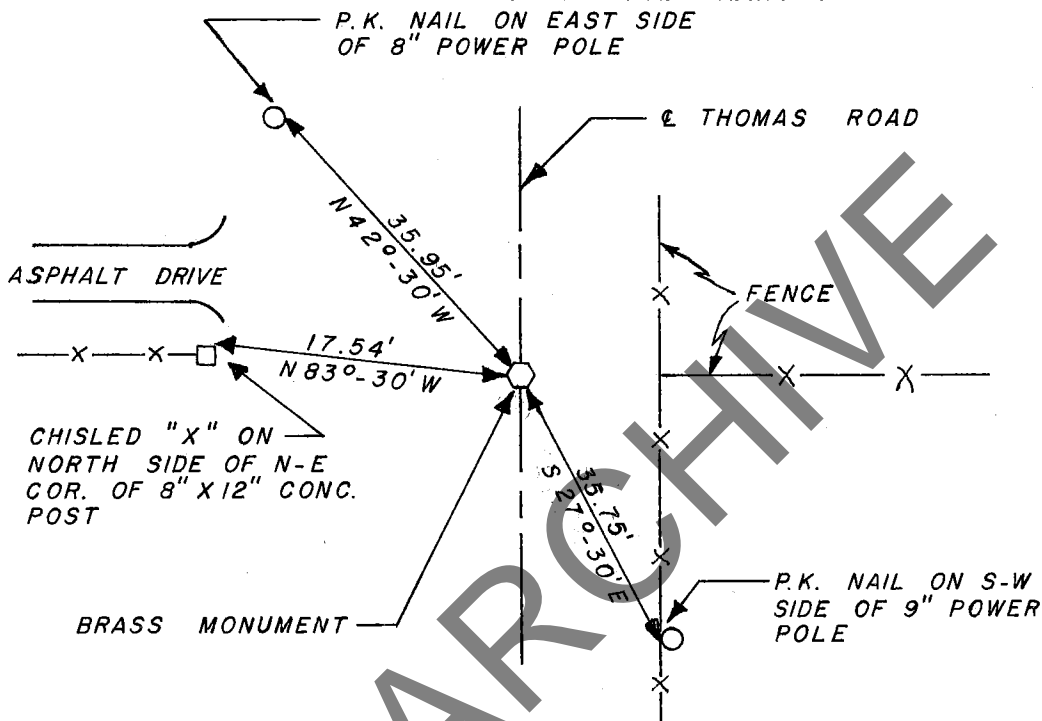 P.K. NAIL ON EAST SIDE
OF 8" POWER POLE
℄ THOMAS ROAD
35.95'
N42°-30'W
ASPHALT DRIVE
FENCE
17.54'
N83°-30'W
CHISLED "X" ON
NORTH SIDE OF N-E
COR. OF 8" X 12" CONC.
POST
35.75'
S 27°-30'E
BRASS MONUMENT
P.K. NAIL ON S-W
SIDE OF 9" POWER
POLE
ARCHIVE